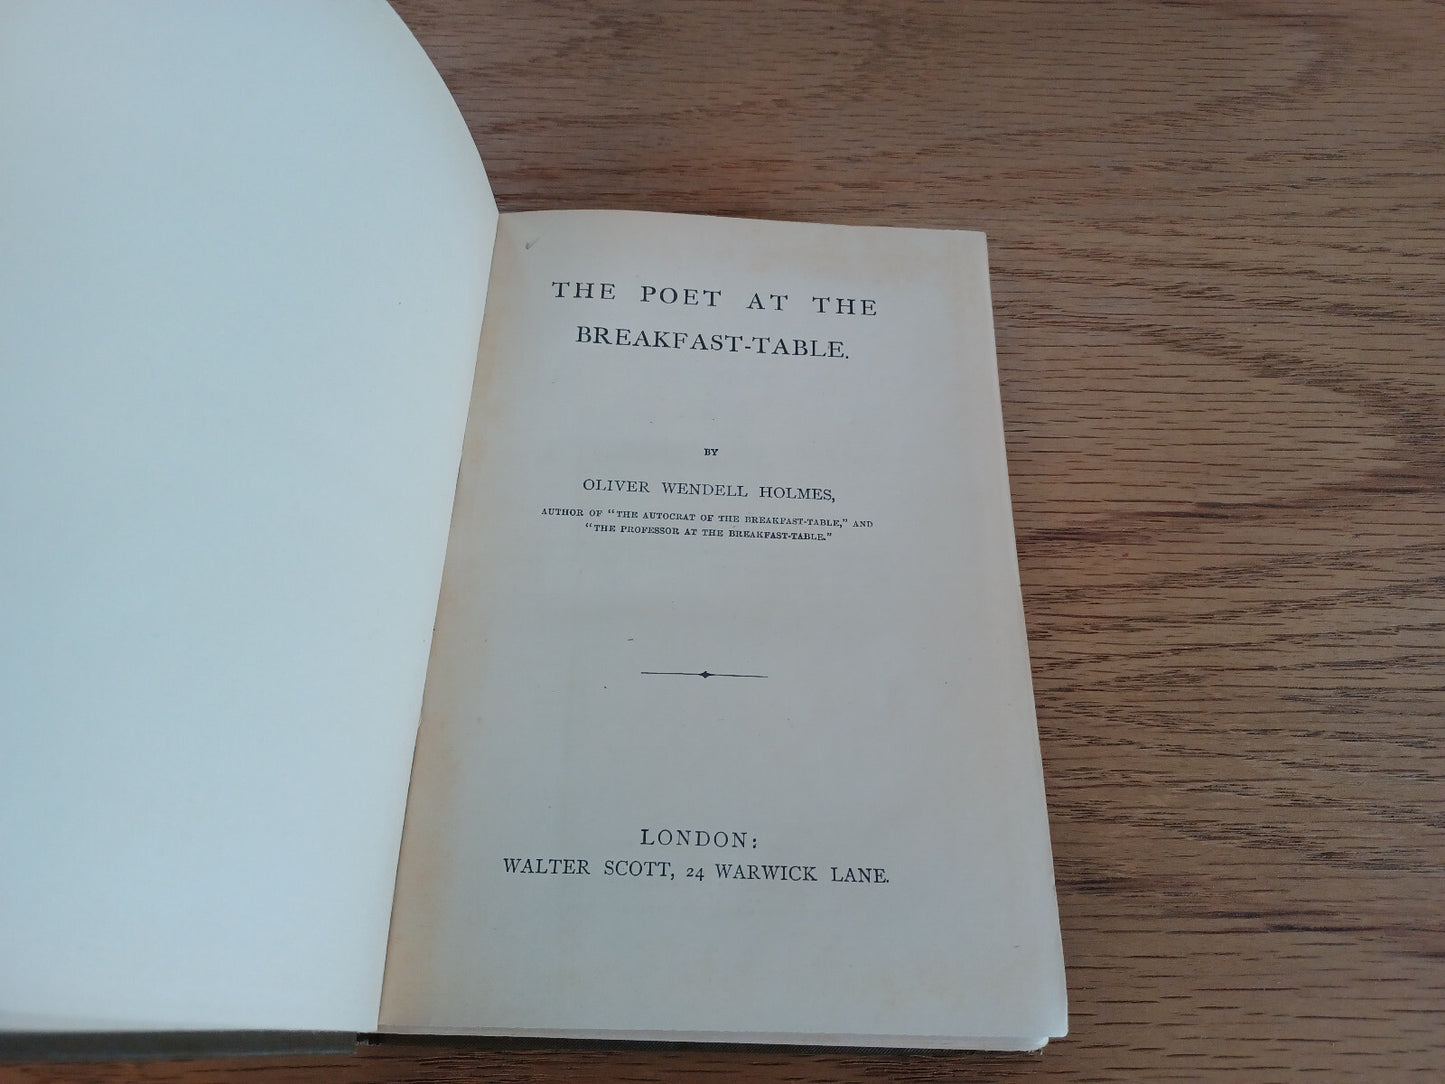 THE POET AT THE
BREAKFAST-TABLE.
BY
OLIVER WENDELL HOLMES,
AUTHOR OF "THE AUTOCRAT OF THE BREAKFAST-TABLE," AND
"THE PROFESSOR AT THE BREAKFAST-TABLE."
LONDON:
WALTER SCOTT, 24 WARWICK LANE.